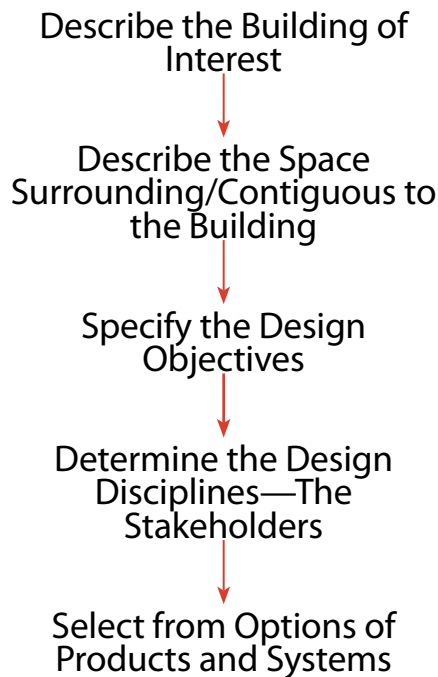 Describe the Building of
Interest
Describe the Space
Surrounding/Contiguous to
the Building
Specify the Design
Objectives
Determine the Design
Disciplines—The
Stakeholders
Select from Options of
Products and Systems